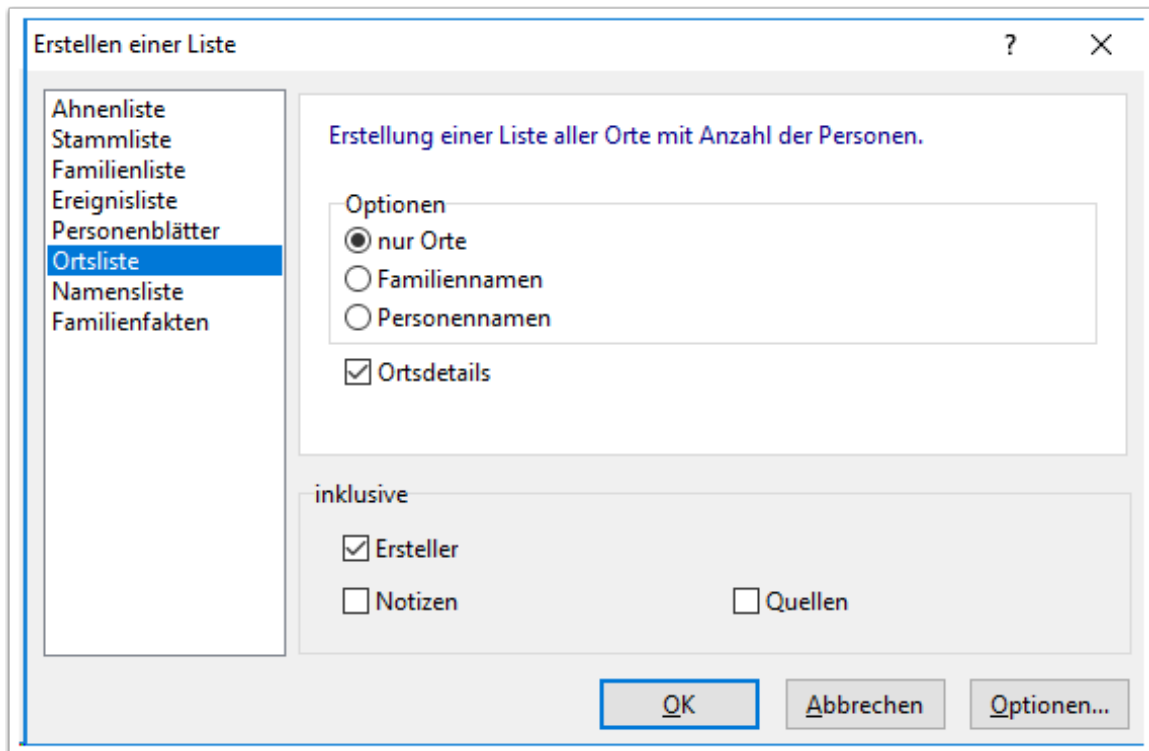 Erstellen einer Liste
?
Ahnenliste
Stammliste
Familienliste
Ereignisliste
Personenblätter
Ortsliste
Namensliste
Familienfakten
Erstellung einer Liste aller Orte mit Anzahl der Personen.
Optionen
nur Orte
Familiennamen
Personennamen
Ortsdetails
inklusive
Ersteller
Notizen
Quellen
OK
Abbrechen
Optionen...